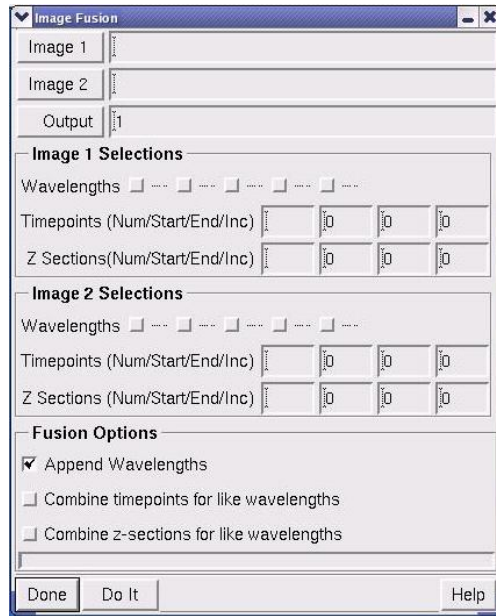 Image Fusion
Image 1
Image 2
Output 1
Image 1 Selections
Wavelengths --- --- --- --- ---
Timepoints (Num/Start/End/Inc) 0 0 0
Z Sections(Num/Start/End/Inc) 0 0 0
Image 2 Selections
Wavelengths --- --- --- --- ---
Timepoints (Num/Start/End/Inc) 0 0 0
Z Sections (Num/Start/End/Inc) 0 0 0
Fusion Options
Append Wavelengths
Combine timepoints for like wavelengths
Combine z-sections for like wavelengths
Done Do It Help